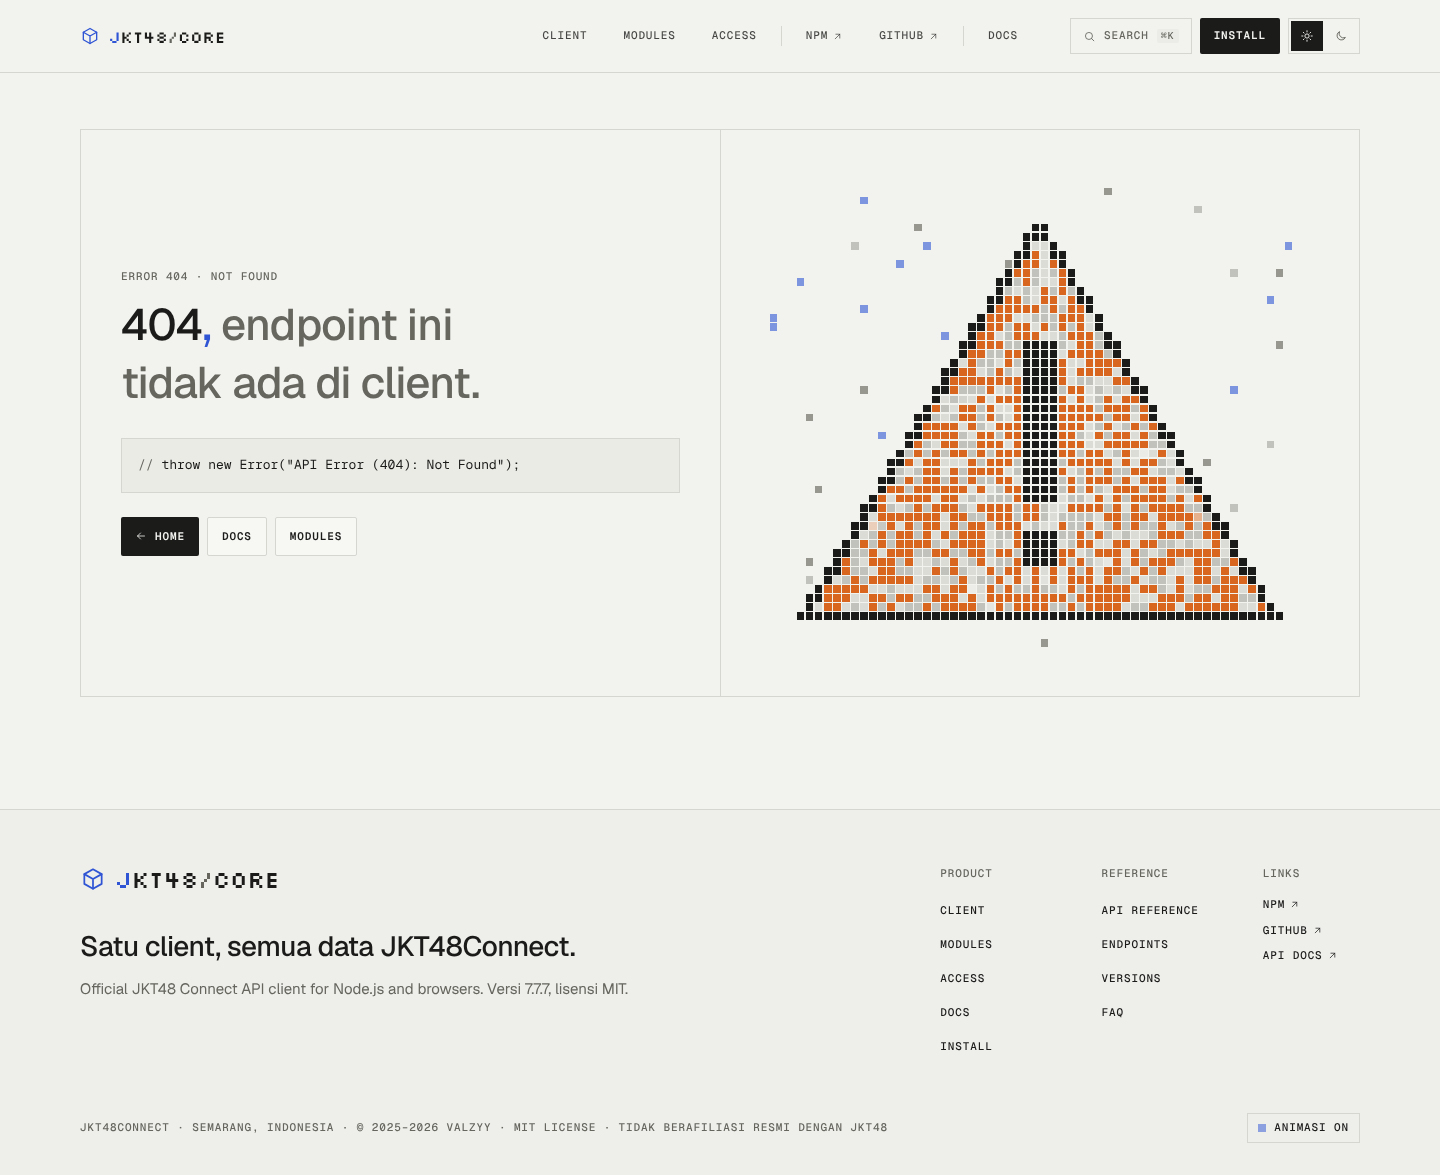 JKT48/CORE
CLIENT
MODULES
ACCESS
NPM ↗
GITHUB ↗
DOCS
SEARCH ⌘K
INSTALL
ERROR 404 · NOT FOUND
404, endpoint ini
tidak ada di client.
// throw new Error("API Error (404): Not Found");
← HOME
DOCS
MODULES
JKT48/CORE
Satu client, semua data JKT48Connect.
Official JKT48 Connect API client for Node.js and browsers. Versi 7.7.7, lisensi MIT.
PRODUCT
CLIENT
MODULES
ACCESS
DOCS
INSTALL
REFERENCE
API REFERENCE
ENDPOINTS
VERSIONS
FAQ
LINKS
NPM ↗
GITHUB ↗
API DOCS ↗
JKT48CONNECT · SEMARANG, INDONESIA · © 2025–2026 VALZYY · MIT LICENSE · TIDAK BERAFILIASI RESMI DENGAN JKT48
ANIMASI ON